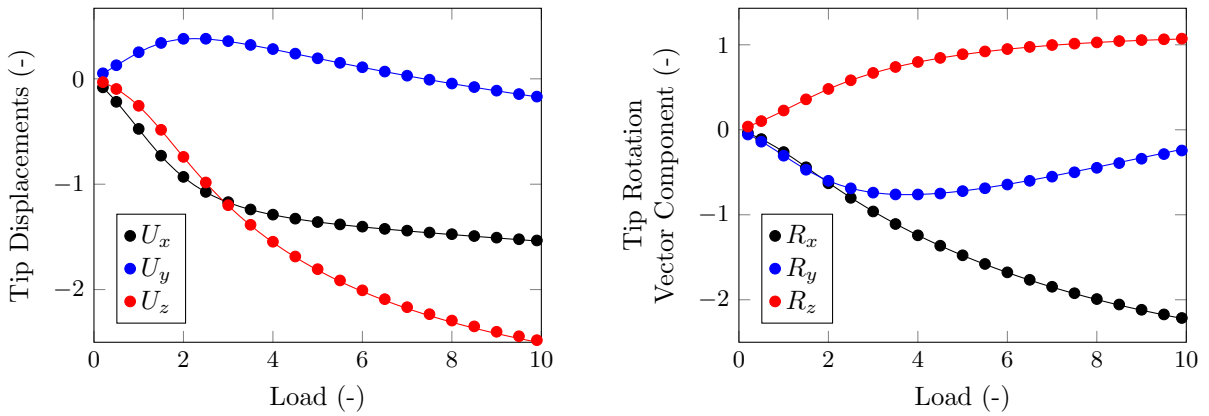 Tip Displacements (-)
0
−1
−2
0 2 4 6 8 10
Load (-)
U_x
U_y
U_z
Tip Rotation
Vector Component (-)
1
0
−1
−2
0 2 4 6 8 10
Load (-)
R_x
R_y
R_z